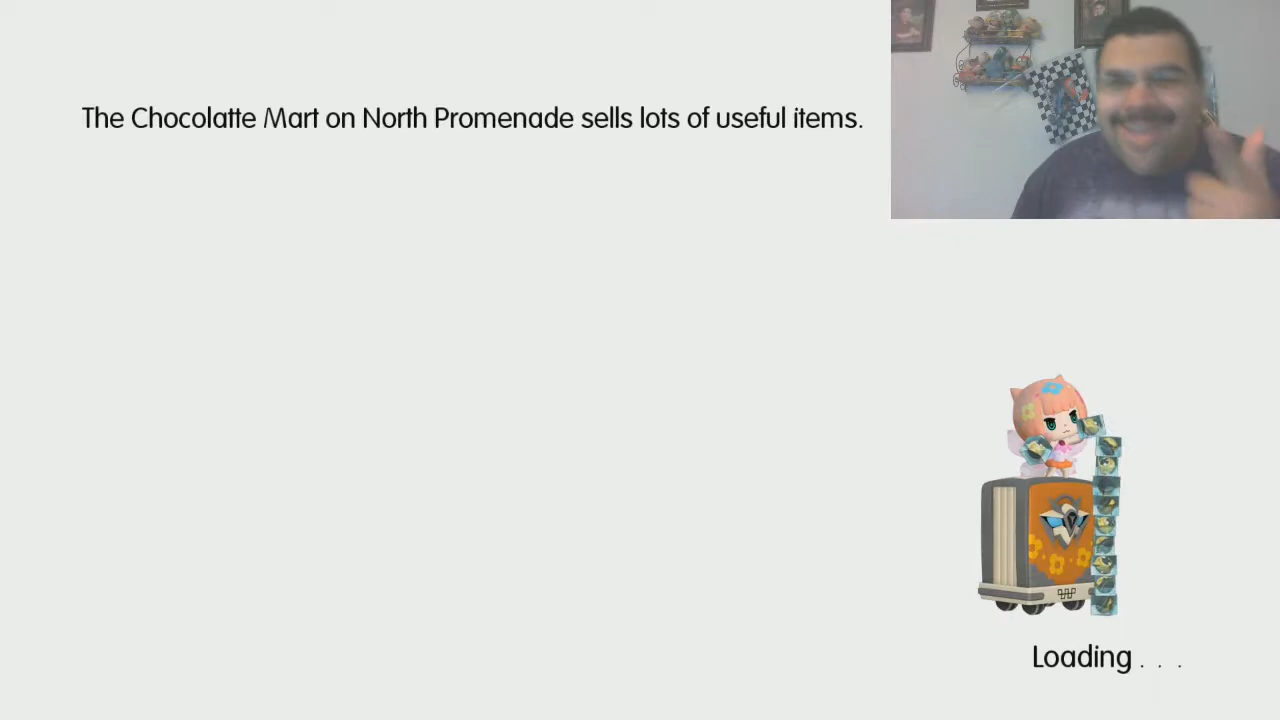 The Chocolatte Mart on North Promenade sells lots of useful items.
Loading . . .